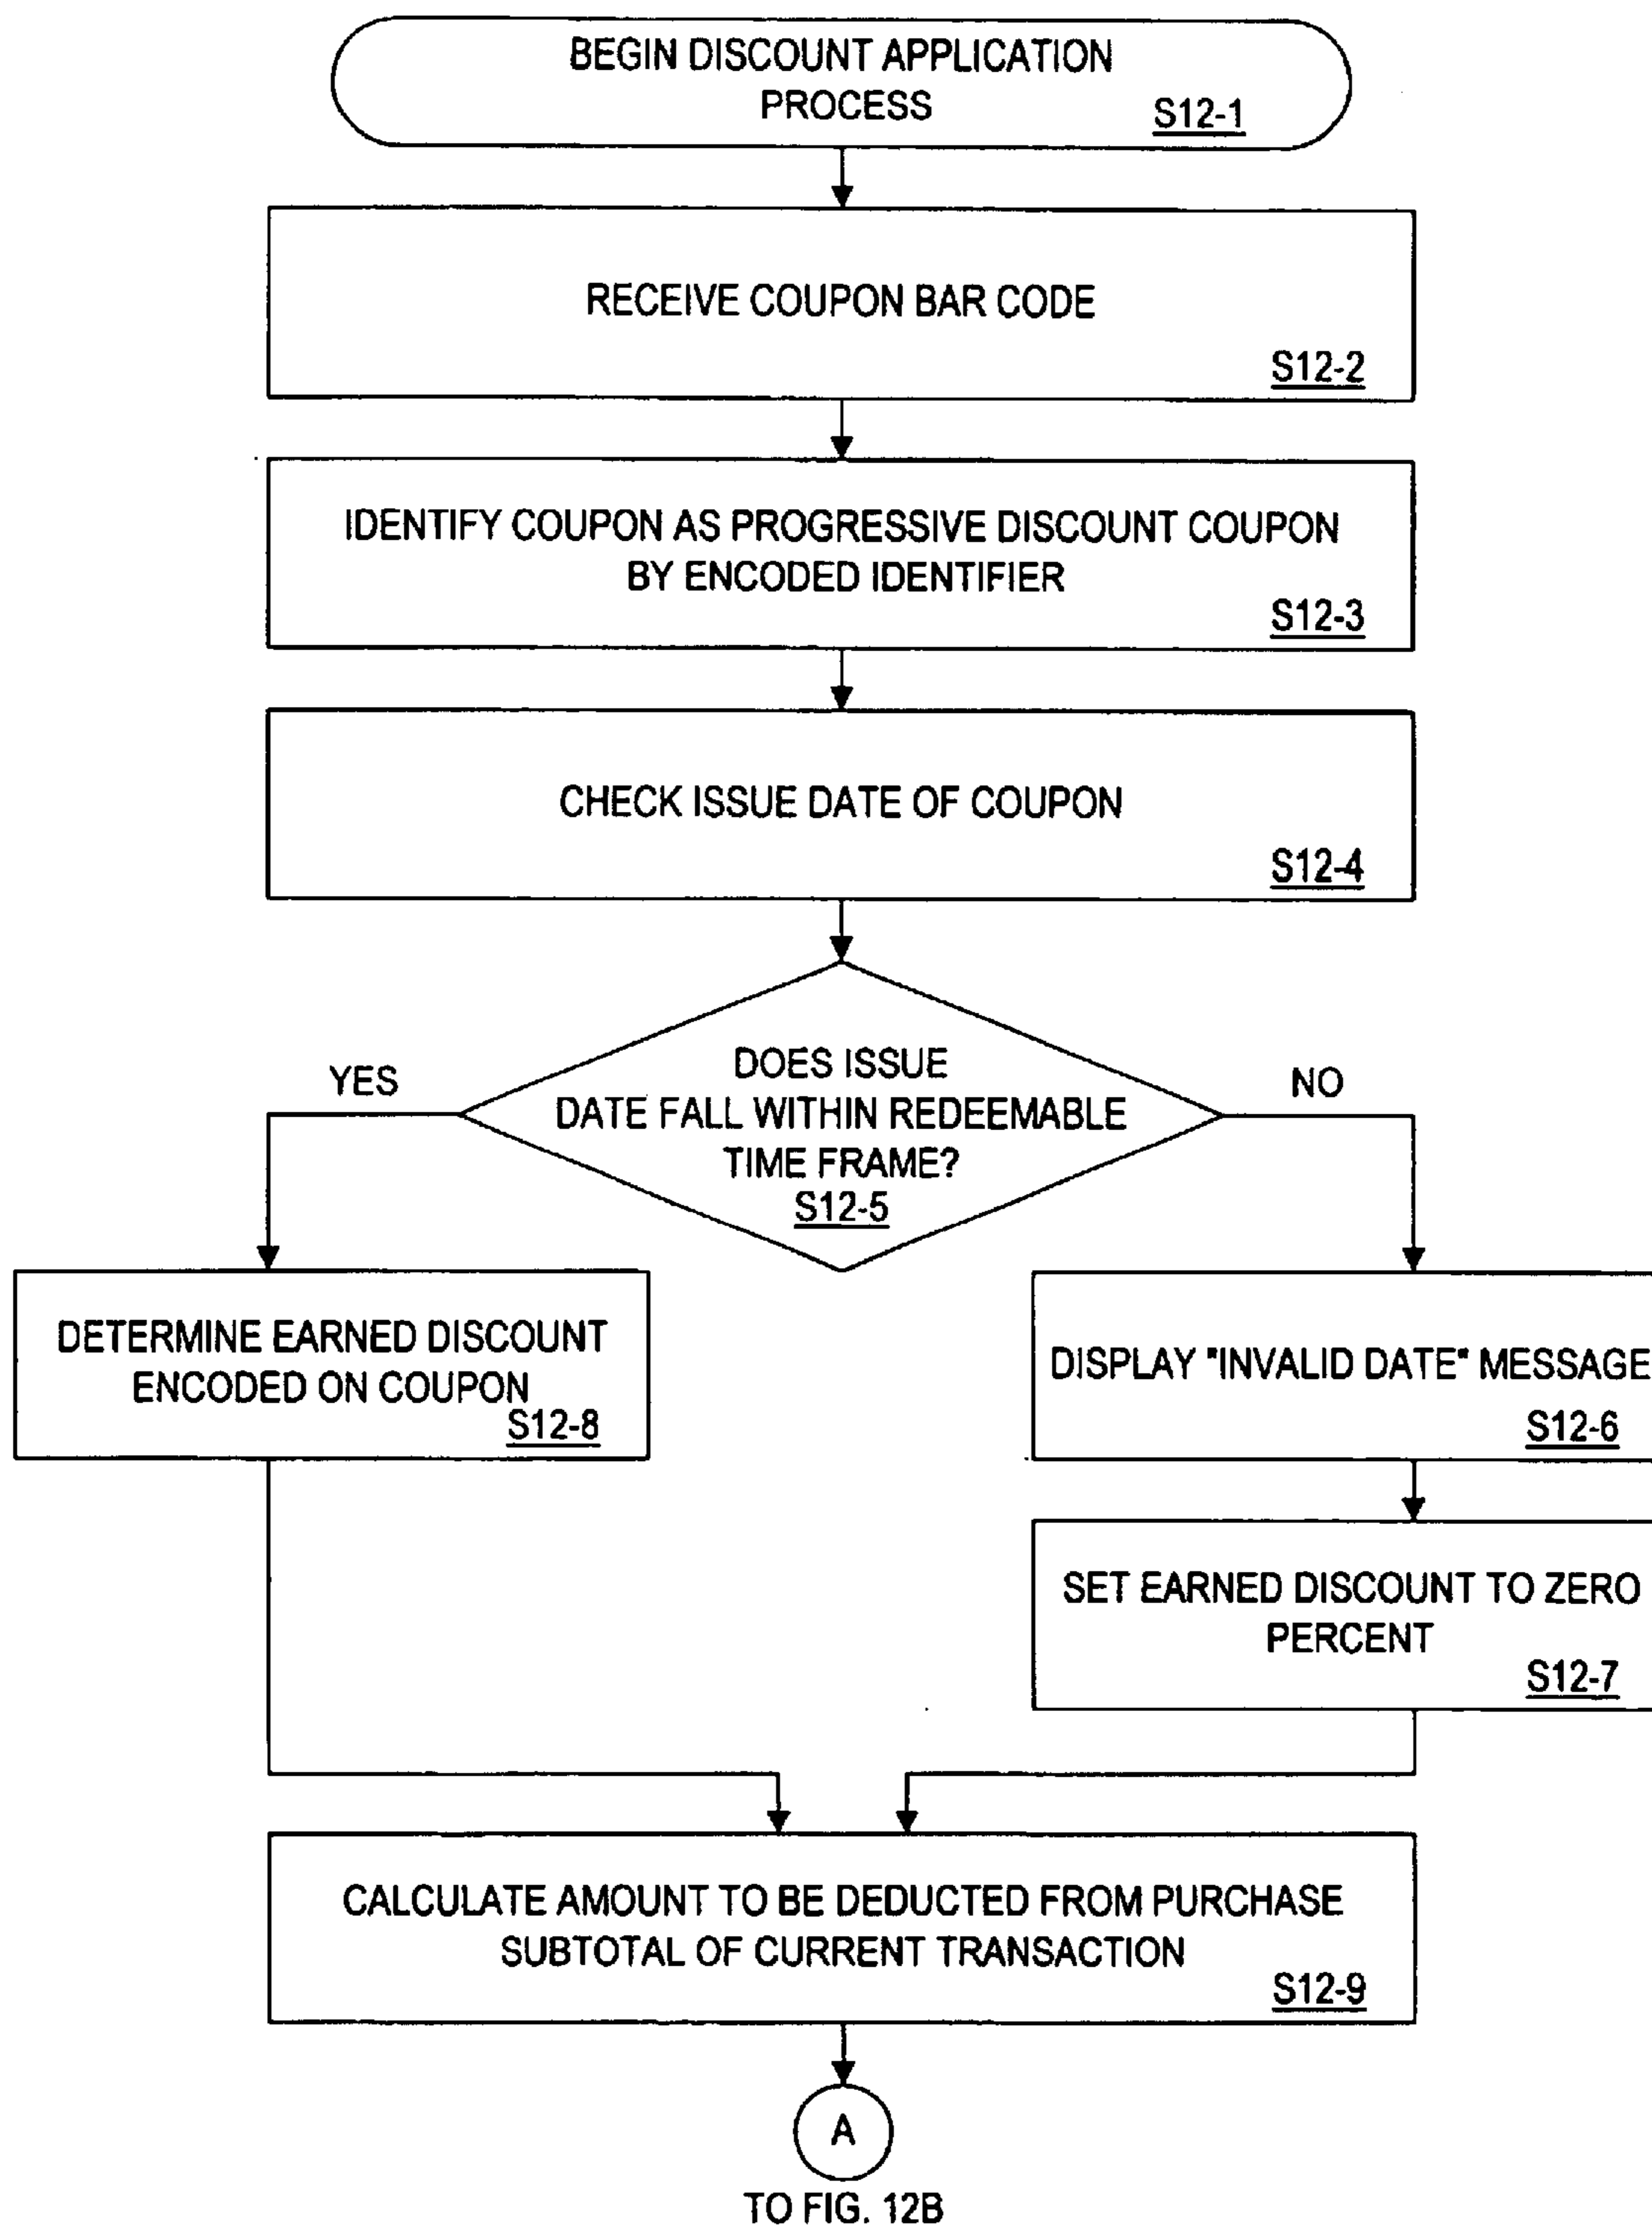 BEGIN DISCOUNT APPLICATION
PROCESS
S12-1
RECEIVE COUPON BAR CODE
S12-2
IDENTIFY COUPON AS PROGRESSIVE DISCOUNT COUPON
BY ENCODED IDENTIFIER
S12-3
CHECK ISSUE DATE OF COUPON
S12-4
DOES ISSUE
DATE FALL WITHIN REDEEMABLE
TIME FRAME?
S12-5
YES
NO
DETERMINE EARNED DISCOUNT
ENCODED ON COUPON
S12-8
DISPLAY "INVALID DATE" MESSAGE
S12-6
SET EARNED DISCOUNT TO ZERO
PERCENT
S12-7
CALCULATE AMOUNT TO BE DEDUCTED FROM PURCHASE
SUBTOTAL OF CURRENT TRANSACTION
S12-9
A
TO FIG. 12B